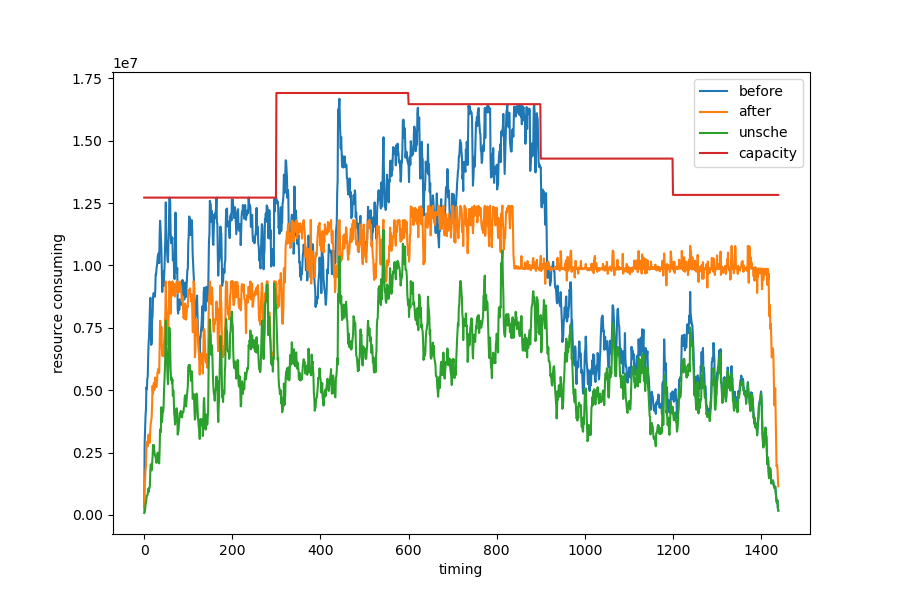 1e7
1.75
1.50
1.25
1.00
0.75
0.50
0.25
0.00
resource consuming
before
after
unsche
capacity
0 200 400 600 800 1000 1200 1400
timing